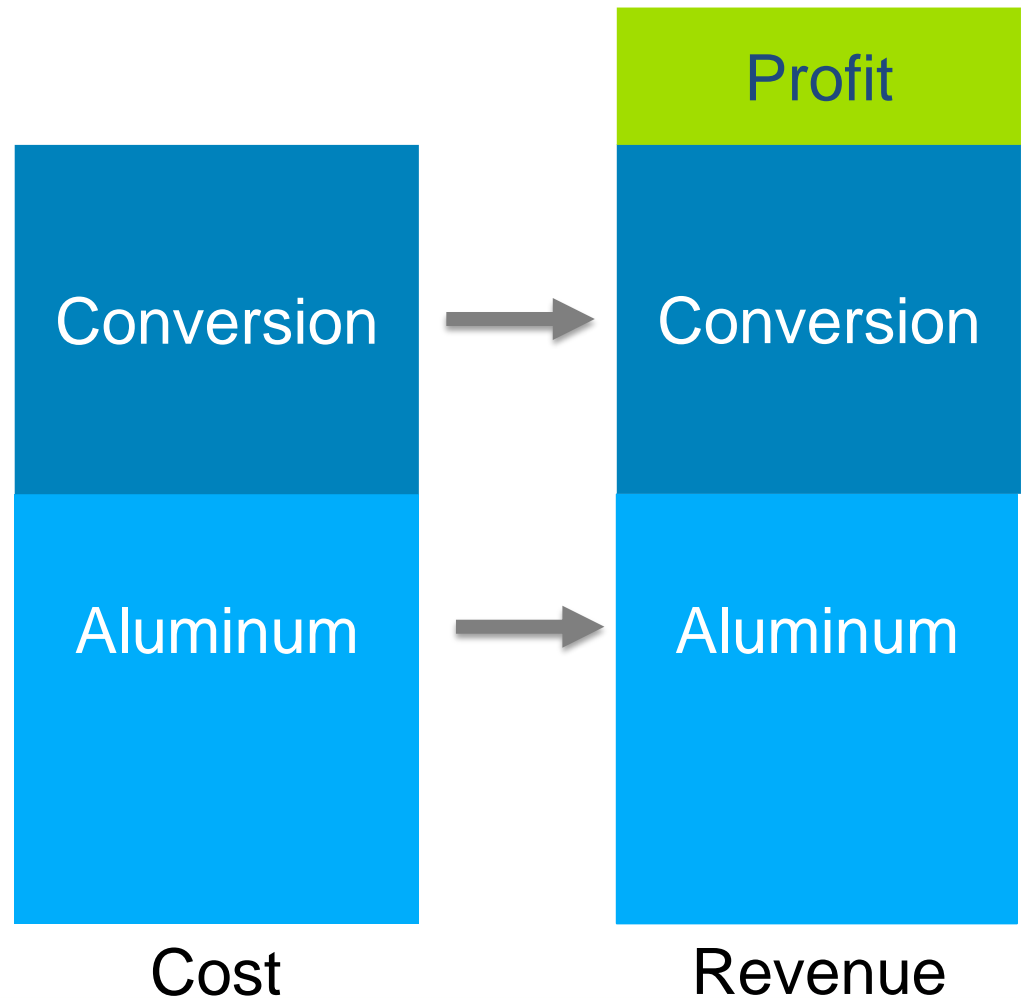 Profit
Conversion
Conversion
Aluminum
Aluminum
Cost
Revenue